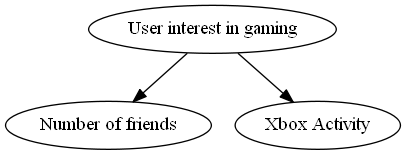 User interest in gaming
Number of friends
Xbox Activity